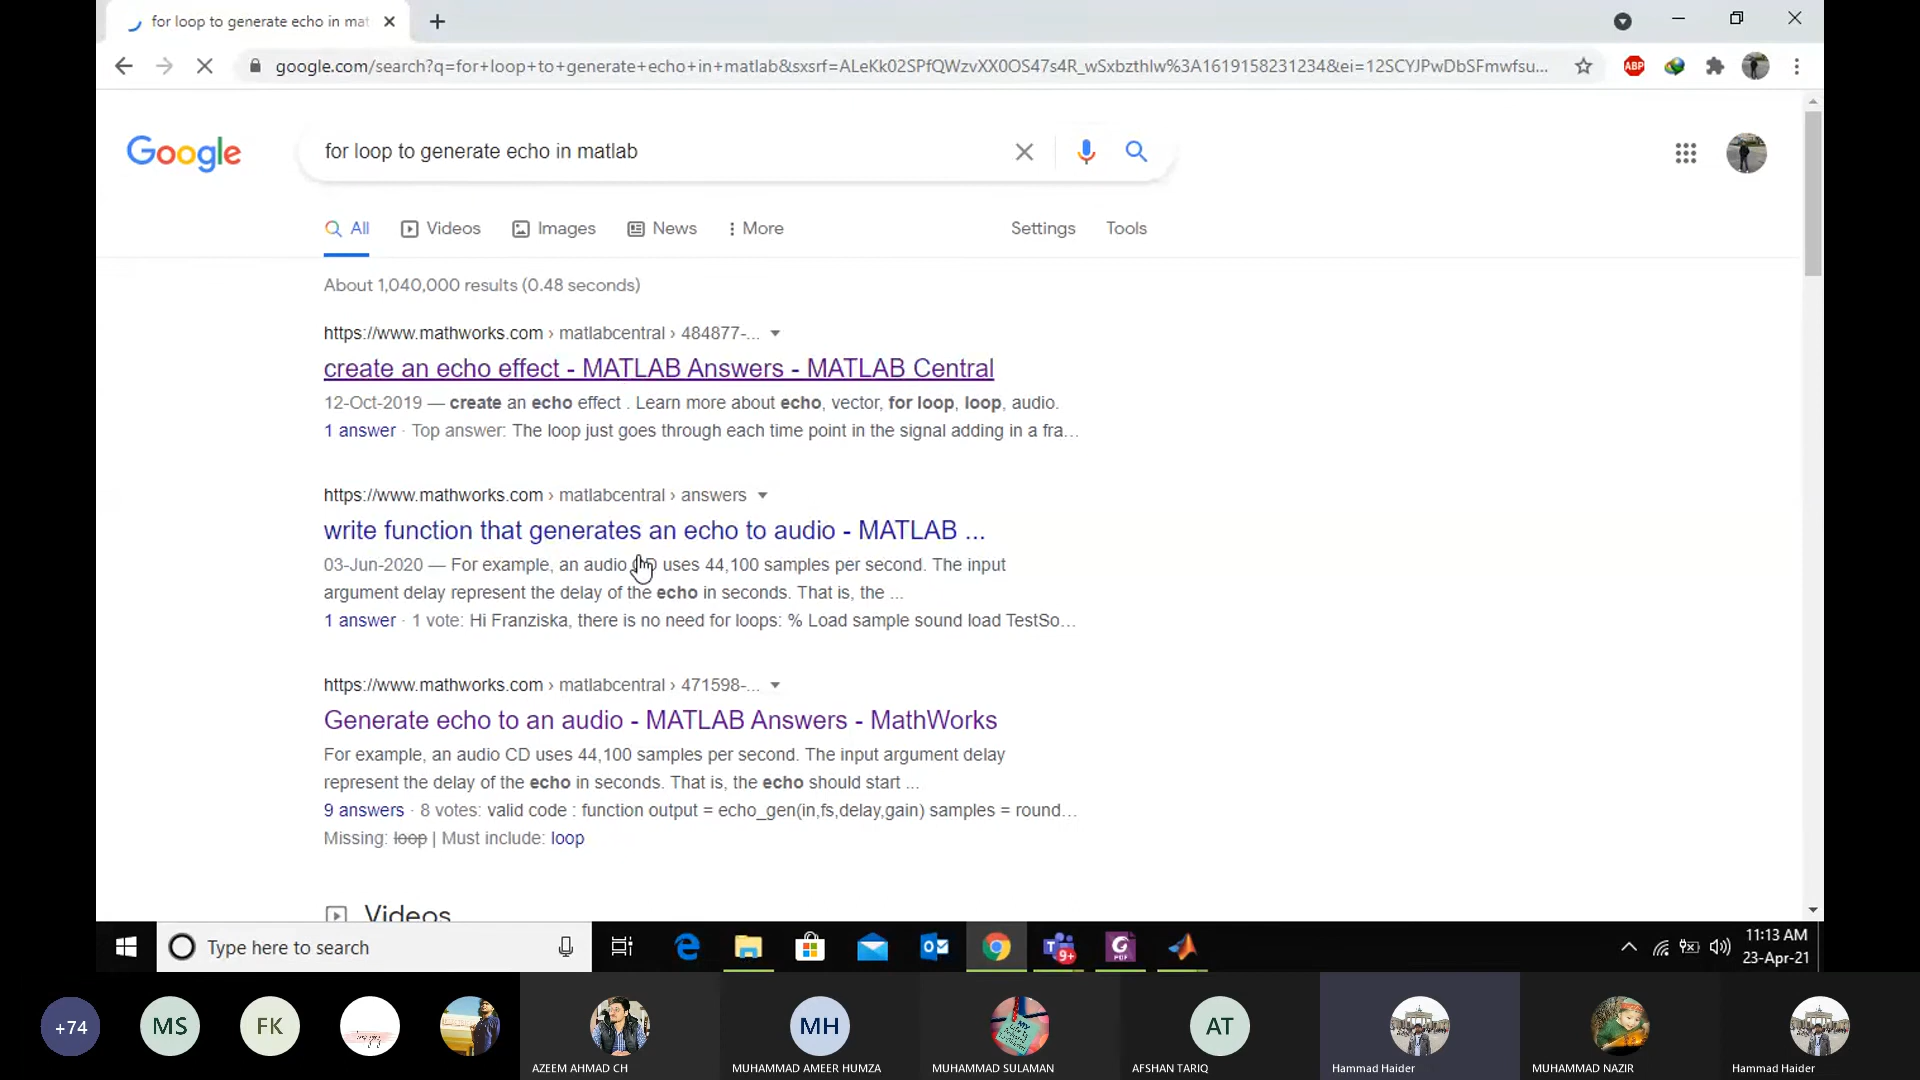 for loop to generate echo in mat
google.com/search?q=for+loop+to+generate+echo+in+matlab&sxsrf=ALeKk02SPfQWzvXX0OS47s4R_wSxbzthlw%3A1619158231234&ei=12SCYJPwDbSFmwfsu...
ABP
Google
for loop to generate echo in matlab
All
Videos
Images
News
More
Settings
Tools
About 1,040,000 results (0.48 seconds)
https://www.mathworks.com › matlabcentral › 484877-...
create an echo effect - MATLAB Answers - MATLAB Central
12-Oct-2019 — create an echo effect . Learn more about echo, vector, for loop, loop, audio.
1 answer · Top answer: The loop just goes through each time point in the signal adding in a fra...
https://www.mathworks.com › matlabcentral › answers
write function that generates an echo to audio - MATLAB ...
03-Jun-2020 — For example, an audio CD uses 44,100 samples per second. The input
argument delay represent the delay of the echo in seconds. That is, the ...
1 answer · 1 vote: Hi Franziska, there is no need for loops: % Load sample sound load TestSo...
https://www.mathworks.com › matlabcentral › 471598-...
Generate echo to an audio - MATLAB Answers - MathWorks
For example, an audio CD uses 44,100 samples per second. The input argument delay
represent the delay of the echo in seconds. That is, the echo should start ...
9 answers · 8 votes: valid code : function output = echo_gen(in,fs,delay,gain) samples = round...
Missing: loop | Must include: loop
Videos
Type here to search
9+
PDF
11:13 AM
23-Apr-21
+74
MS
FK
MH
AT
AZEEM AHMAD CH
MUHAMMAD AMEER HUMZA
MUHAMMAD SULAMAN
AFSHAN TARIQ
Hammad Haider
MUHAMMAD NAZIR
Hammad Haider